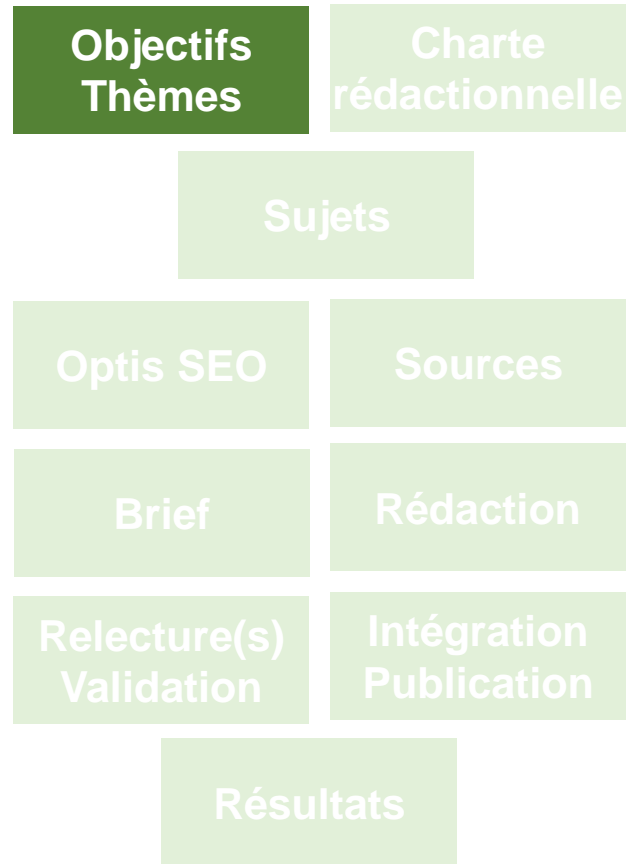 Objectifs
Thèmes
Charte
rédactionnelle
Sujets
Optis SEO
Sources
Brief
Rédaction
Relecture(s)
Validation
Intégration
Publication
Résultats